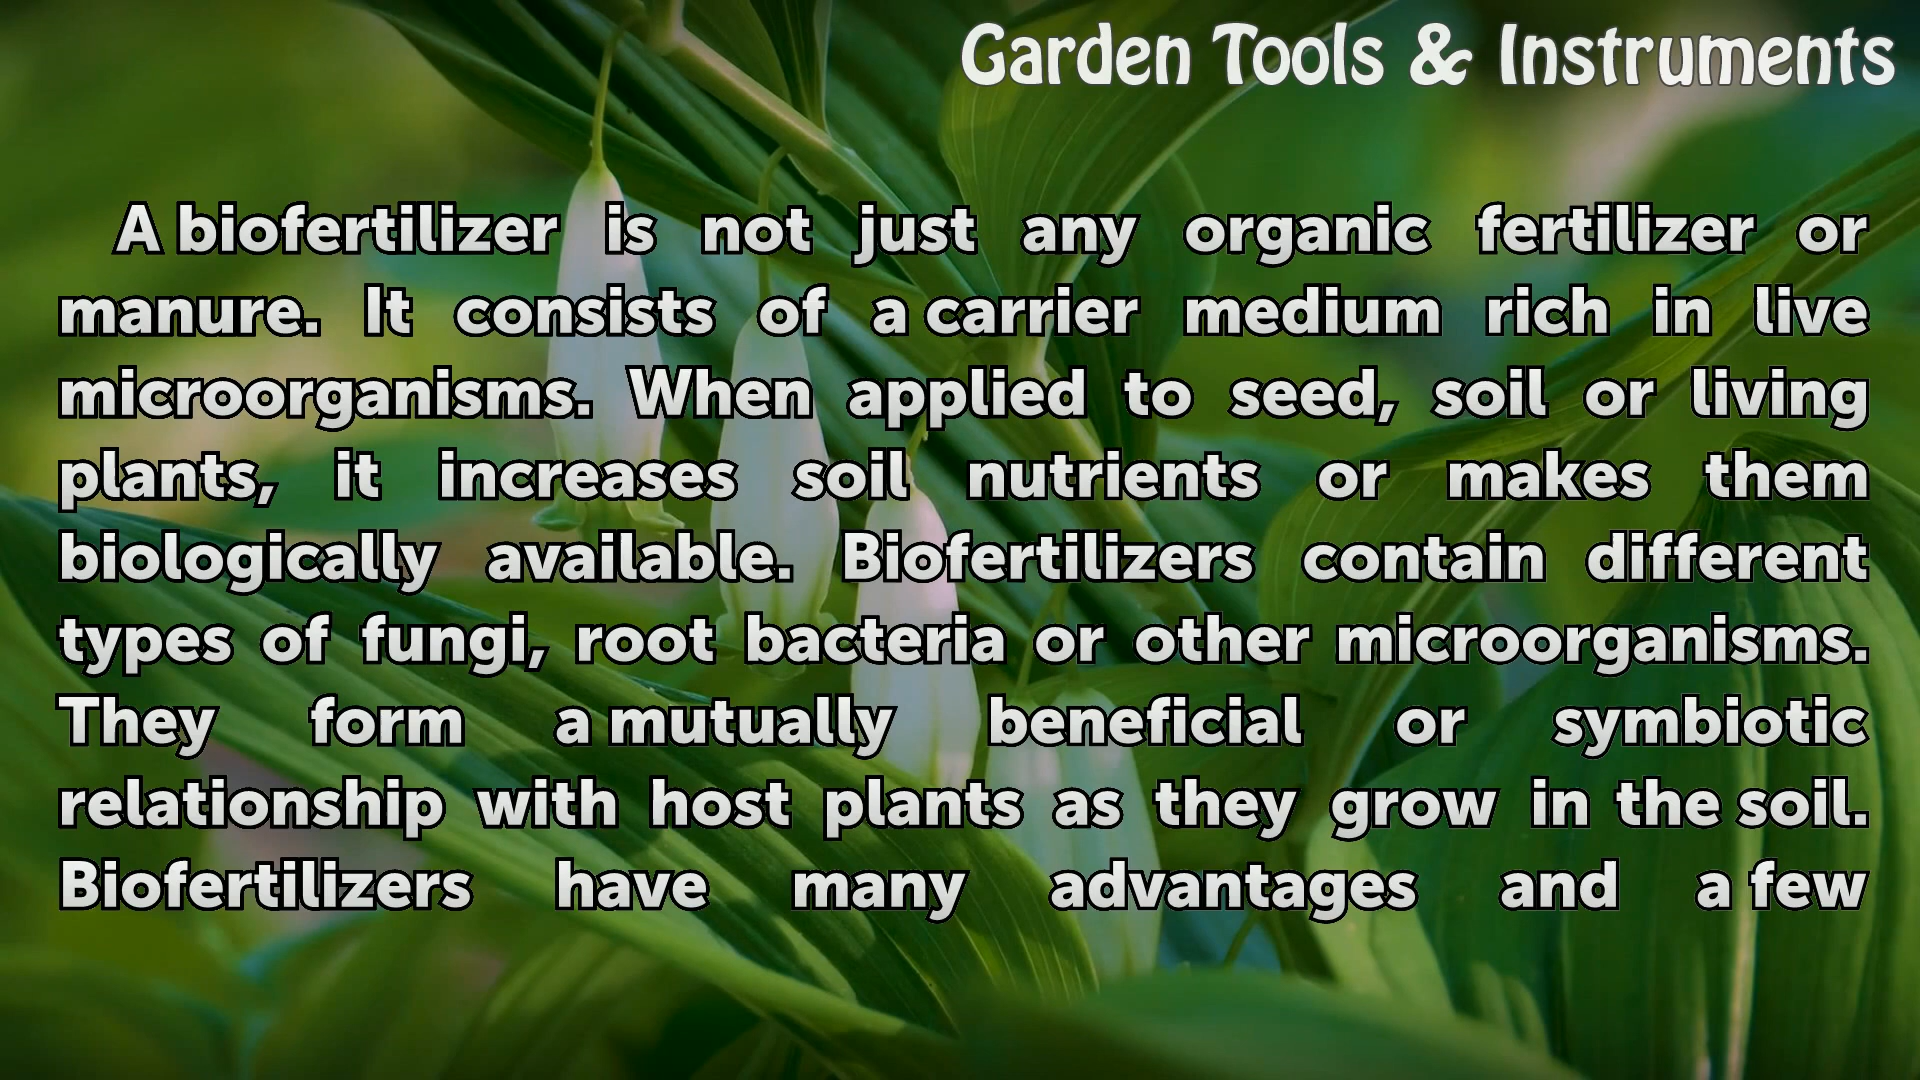 Garden Tools & Instruments
A biofertilizer is not just any organic fertilizer or
manure. It consists of a carrier medium rich in live
microorganisms. When applied to seed, soil or living
plants, it increases soil nutrients or makes them
biologically available. Biofertilizers contain different
types of fungi, root bacteria or other microorganisms.
They form a mutually beneficial or symbiotic
relationship with host plants as they grow in the soil.
Biofertilizers have many advantages and a few